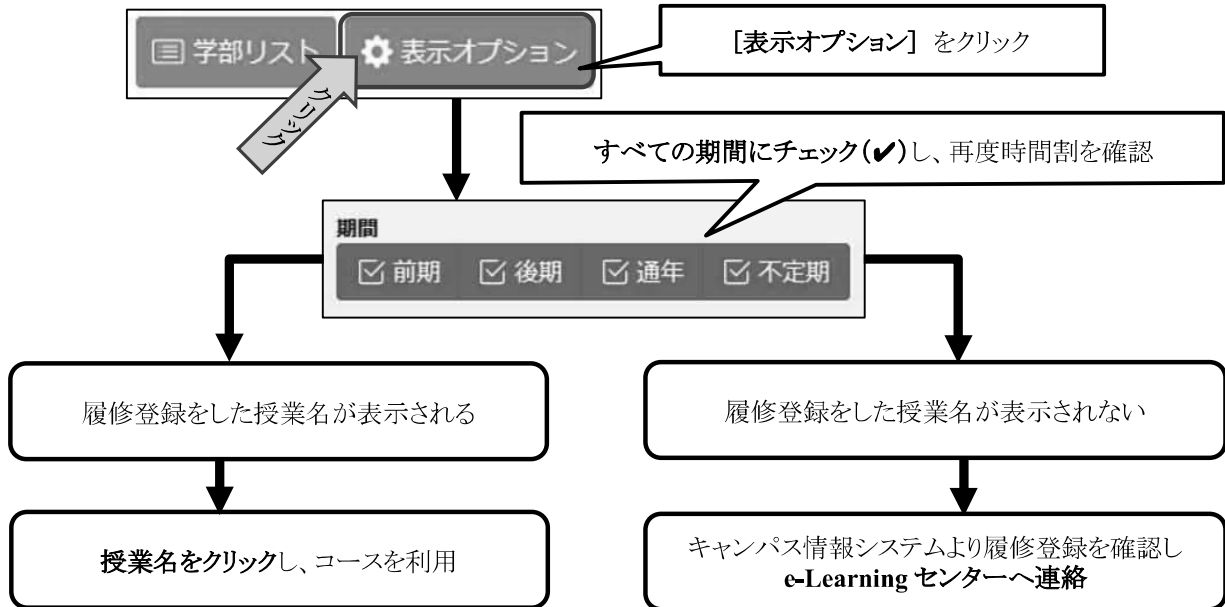 学部リスト
表示オプション
[表示オプション] をクリック
クリック
すべての期間にチェック(✔)し、再度時間割を確認
期間
前期 後期 通年 不定期
履修登録をした授業名が表示される
履修登録をした授業名が表示されない
授業名をクリックし、コースを利用
キャンパス情報システムより履修登録を確認し
e-Learning センターへ連絡